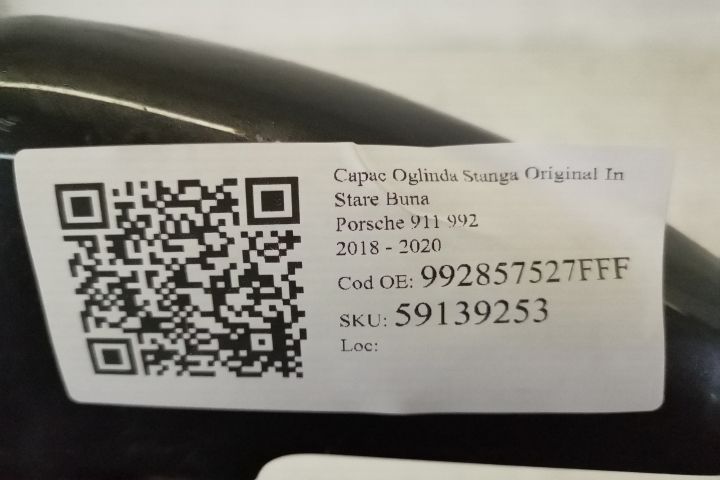 Capac Oglinda Stanga Original In
Stare Buna
Porsche 911 992
2018 - 2020
Cod OE: 992857527FFF
SKU: 59139253
Loc: